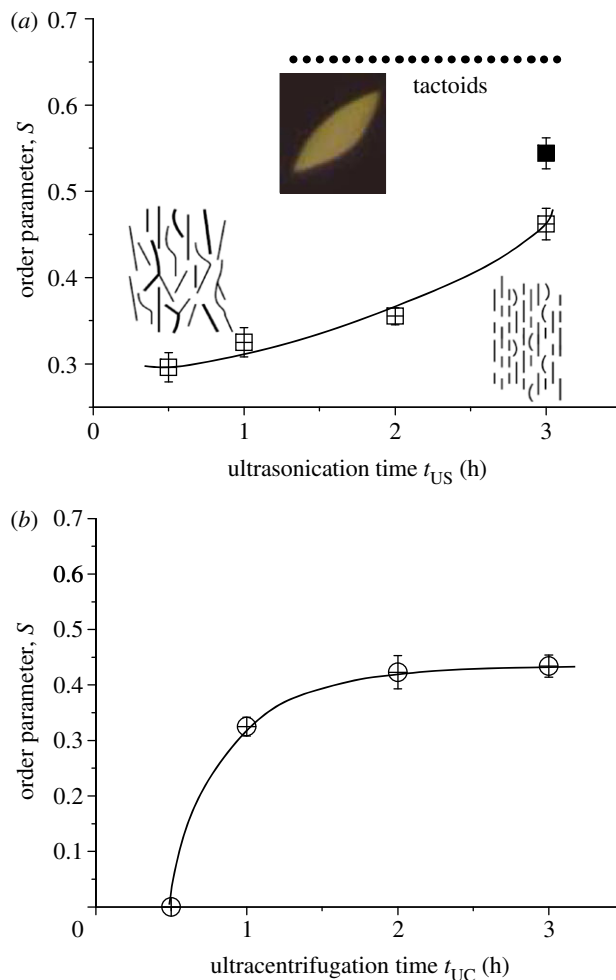 (a)
0.7
0.6
0.5
0.4
0.3
order parameter, S
tactoids
0
1
2
3
ultrasonication time tUS (h)
(b)
0.7
0.6
0.5
0.4
0.3
0.2
0.1
order parameter, S
0
1
2
3
ultracentrifugation time tUC (h)